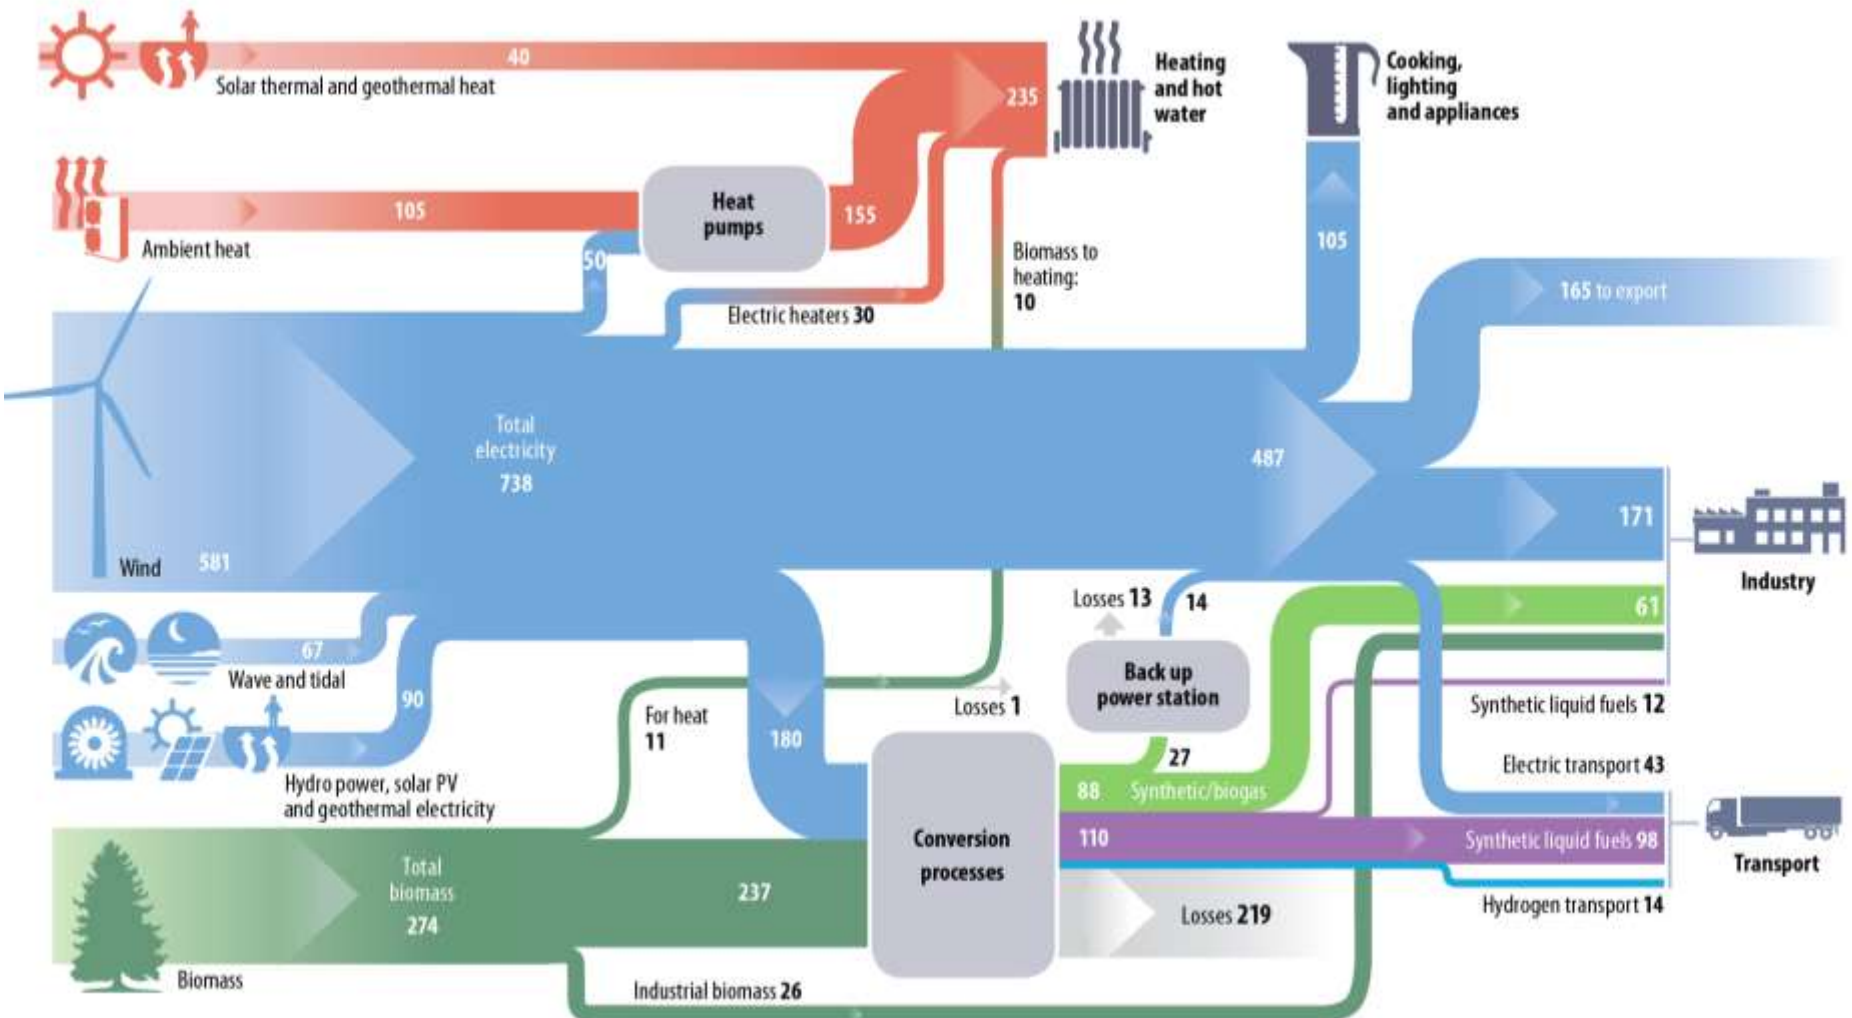 40
Solar thermal and geothermal heat
235
Heating
and hot
water
Cooking,
lighting
and appliances
105
Ambient heat
50
Heat
pumps
155
Electric heaters 30
Biomass to
heating:
10
105
165 to export
Total
electricity
738
487
Wind
581
171
Industry
67
Wave and tidal
90
Hydro power, solar PV
and geothermal electricity
For heat
11
180
Losses 1
Losses 13
14
Back up
power station
27
61
Synthetic liquid fuels 12
Electric transport 43
88
Synthetic/biogas
110
Synthetic liquid fuels 98
Transport
Hydrogen transport 14
Conversion
processes
Losses 219
Total
biomass
274
237
Biomass
Industrial biomass 26